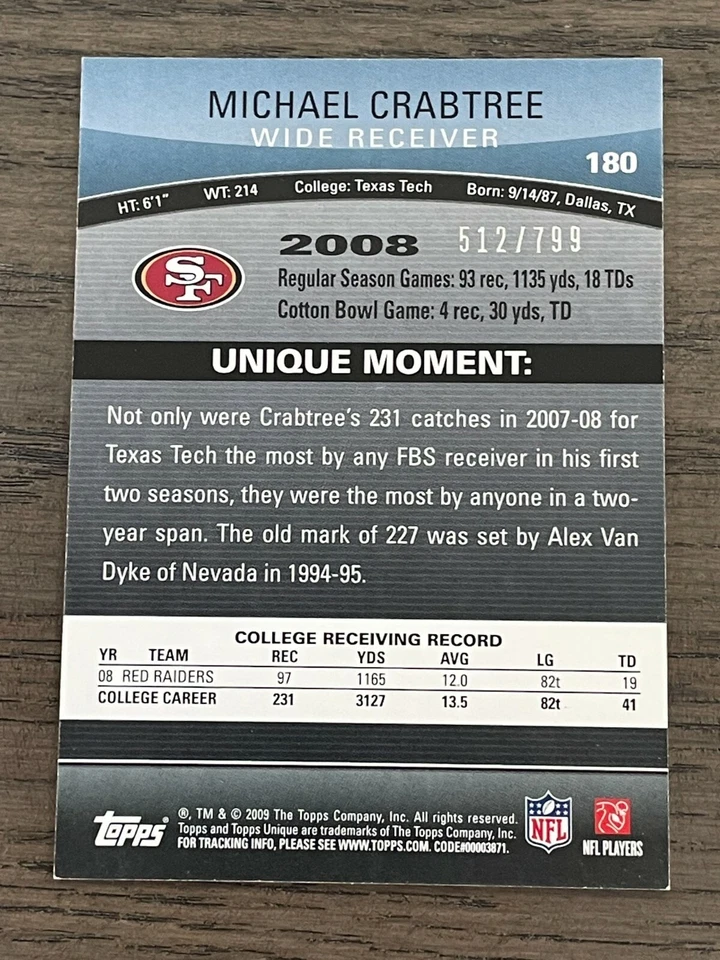 MICHAEL CRABTREE
WIDE RECEIVER
180
HT: 6'1" WT: 214 College: Texas Tech Born: 9/14/87, Dallas, TX
2008 512/799
SF
Regular Season Games: 93 rec, 1135 yds, 18 TDs
Cotton Bowl Game: 4 rec, 30 yds, TD
UNIQUE MOMENT:
Not only were Crabtree's 231 catches in 2007-08 for
Texas Tech the most by any FBS receiver in his first
two seasons, they were the most by anyone in a two-
year span. The old mark of 227 was set by Alex Van
Dyke of Nevada in 1994-95.
COLLEGE RECEIVING RECORD
YR TEAM REC YDS AVG LG TD
08 RED RAIDERS 97 1165 12.0 82t 19
COLLEGE CAREER 231 3127 13.5 82t 41
Topps®
®, TM & © 2009 The Topps Company, Inc. All rights reserved.
Topps and Topps Unique are trademarks of The Topps Company, Inc.
FOR TRACKING INFO, PLEASE SEE WWW.TOPPS.COM. CODE#00003871.
NFL
NFL PLAYERS